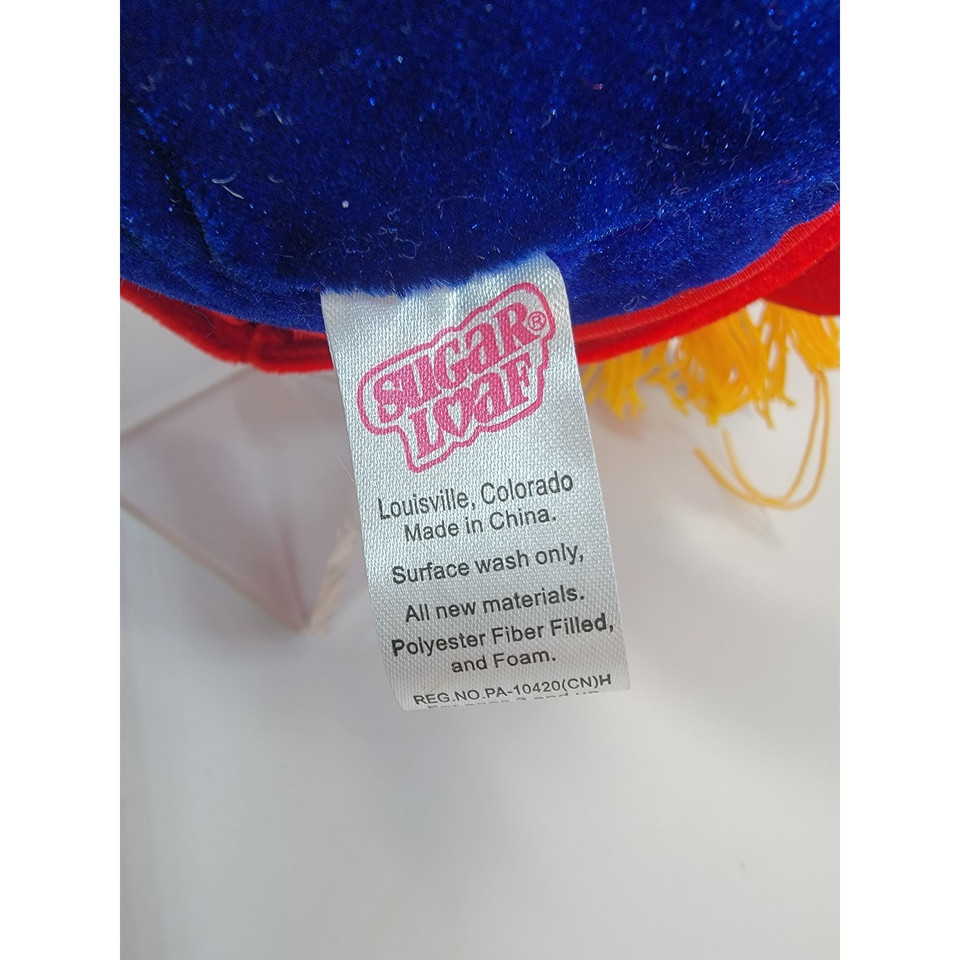 SUGAR®
LOAF
Louisville, Colorado
Made in China.
Surface wash only,
All new materials.
Polyester Fiber Filled,
and Foam.
REG.NO.PA-10420(CN)H